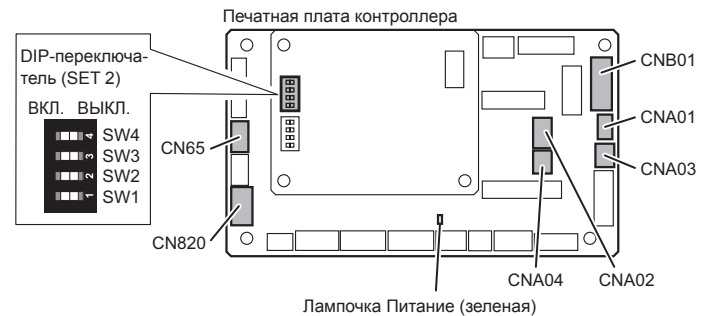 Печатная плата контроллера
DIP-переключа-
тель (SET 2)
ВКЛ. ВЫКЛ.
4 SW4
3 SW3
2 SW2
1 SW1
CN65
CN820
CNB01
CNA01
CNA03
CNA02
CNA04
Лампочка Питание (зеленая)